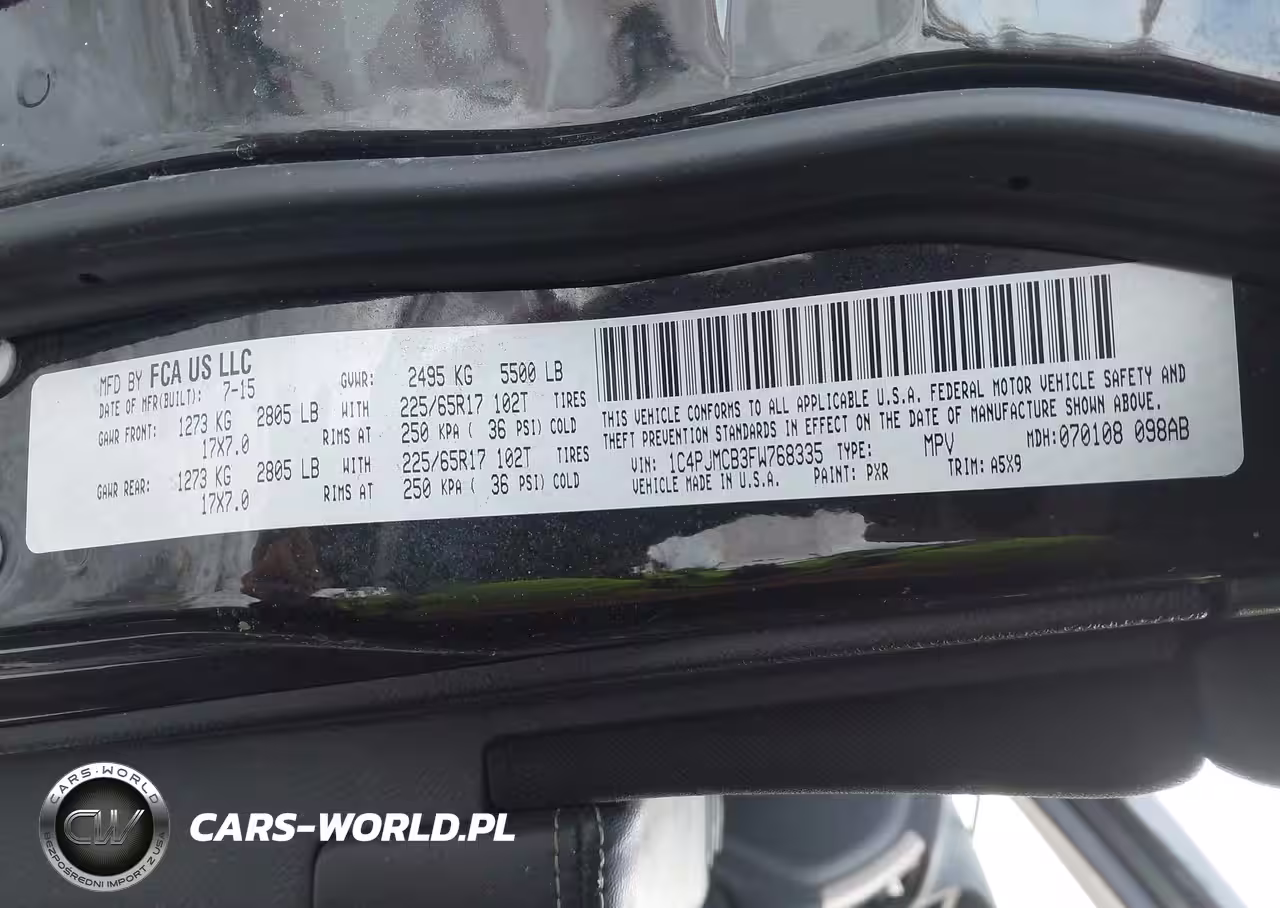 MFD BY FCA US LLC
DATE OF MFR(BUILT): 7-15
GVWR: 2495 KG 5500 LB
GAWR FRONT: 1273 KG 2805 LB WITH 225/65R17 102T TIRES
17X7.0 RIMS AT 250 KPA ( 36 PSI) COLD
GAWR REAR: 1273 KG 2805 LB WITH 225/65R17 102T TIRES
17X7.0 RIMS AT 250 KPA ( 36 PSI) COLD
THIS VEHICLE CONFORMS TO ALL APPLICABLE U.S.A. FEDERAL MOTOR VEHICLE SAFETY AND
THEFT PREVENTION STANDARDS IN EFFECT ON THE DATE OF MANUFACTURE SHOWN ABOVE.
VIN: 1C4PJMCB3FW768335 TYPE: MPV MDH:070108 098AB
VEHICLE MADE IN U.S.A. PAINT: PXR TRIM: A5X9
CARS-WORLD
CW
BEZPOŚREDNI IMPORT Z USA
CARS-WORLD.PL